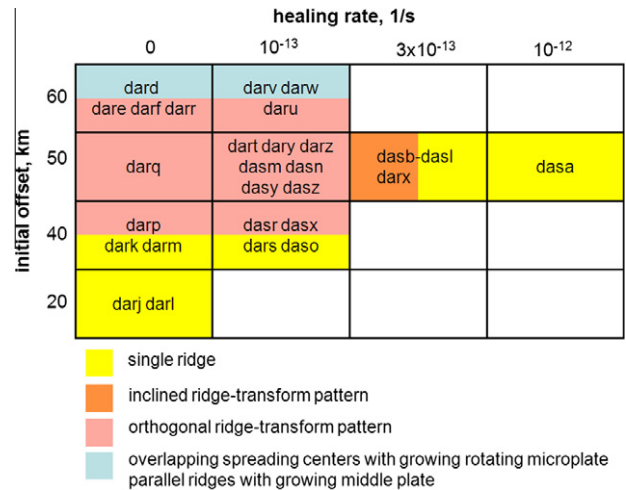 healing rate, 1/s
0 10⁻¹³ 3x10⁻¹³ 10⁻¹²
initial offset, km
60
dard
dare darf darr
darv darw
daru
50
darq
dart dary darz
dasm dasn
dasy dasz
dasb-dasl
darx
dasa
40
darp
dark darm
dasr dasx
dars daso
20
darj darl
single ridge
inclined ridge-transform pattern
orthogonal ridge-transform pattern
overlapping spreading centers with growing rotating microplate
parallel ridges with growing middle plate